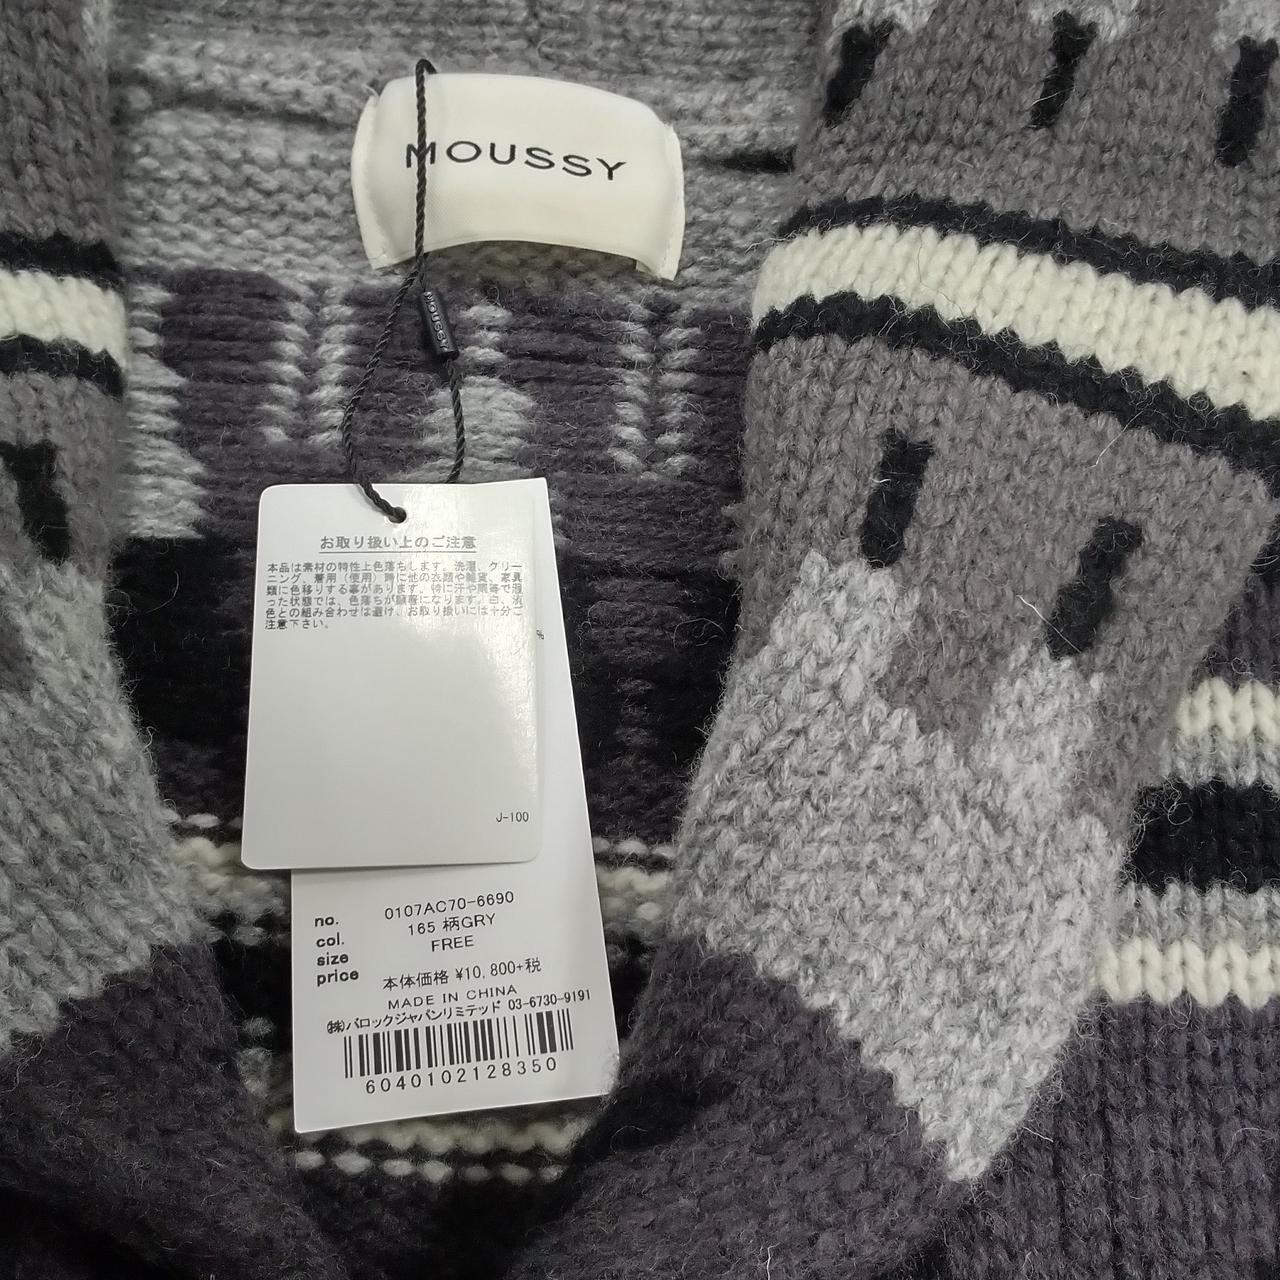 MOUSSY
MOUSSY
お取り扱い上のご注意
本品は素材の特性上色落ちします。洗濯、クリー
ニング、着用（使用）時に他の衣類や雑貨、家具
類に色移りする事があります。特に汗や雨等で湿
った状態では、色落ちが顕著になります。白、淡
色との組み合わせは避け、お取り扱いには十分ご
注意下さい。
%
J-100
no. 0107AC70-6690
col. 165 柄GRY
size FREE
price 本体価格 ¥10,800+税
MADE IN CHINA
(株)バロックジャパンリミテッド 03-6730-9191
6040102128350